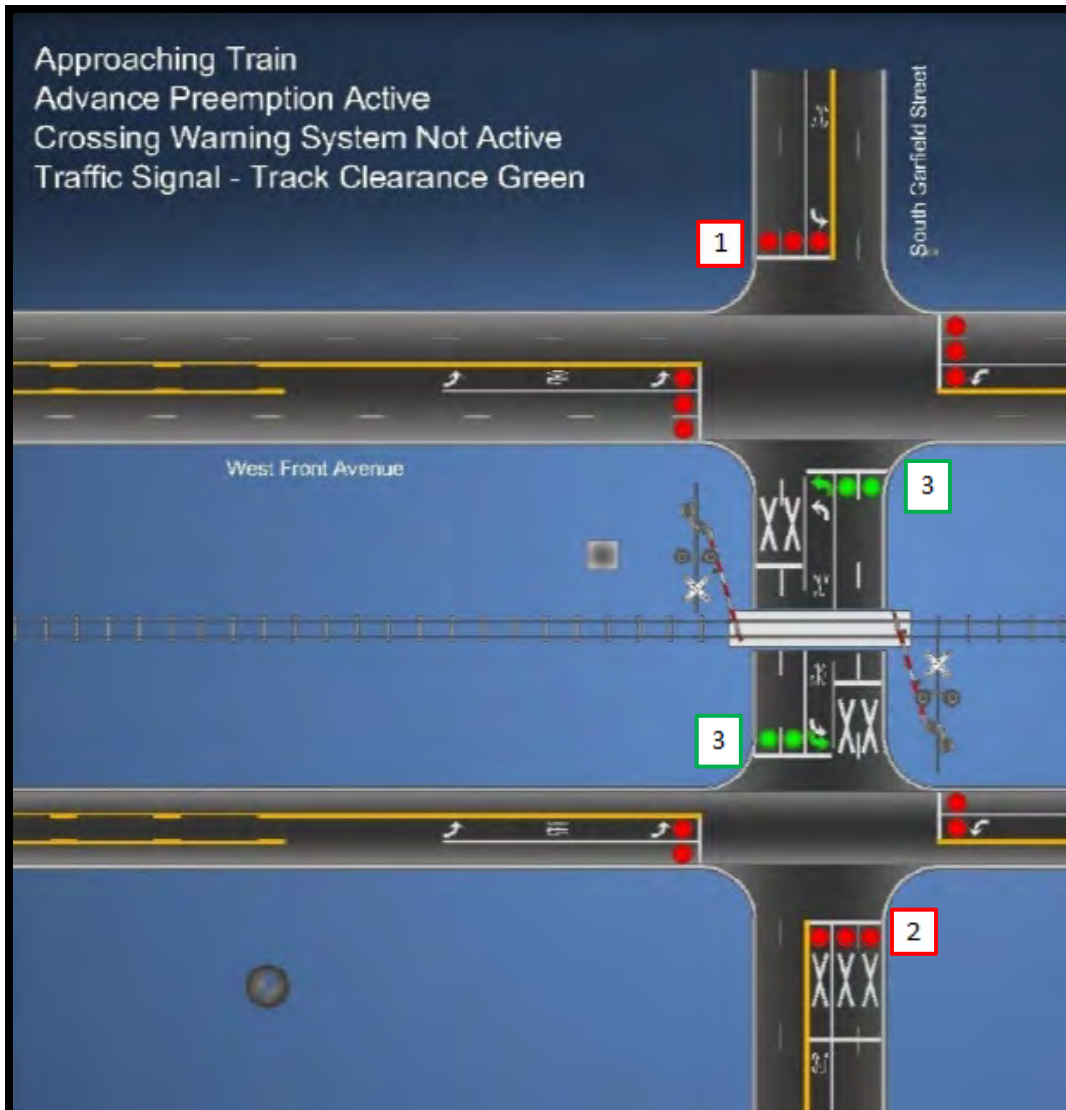 Approaching Train
Advance Preemption Active
Crossing Warning System Not Active
Traffic Signal - Track Clearance Green
South Garfield Street
1
West Front Avenue
3
3
2